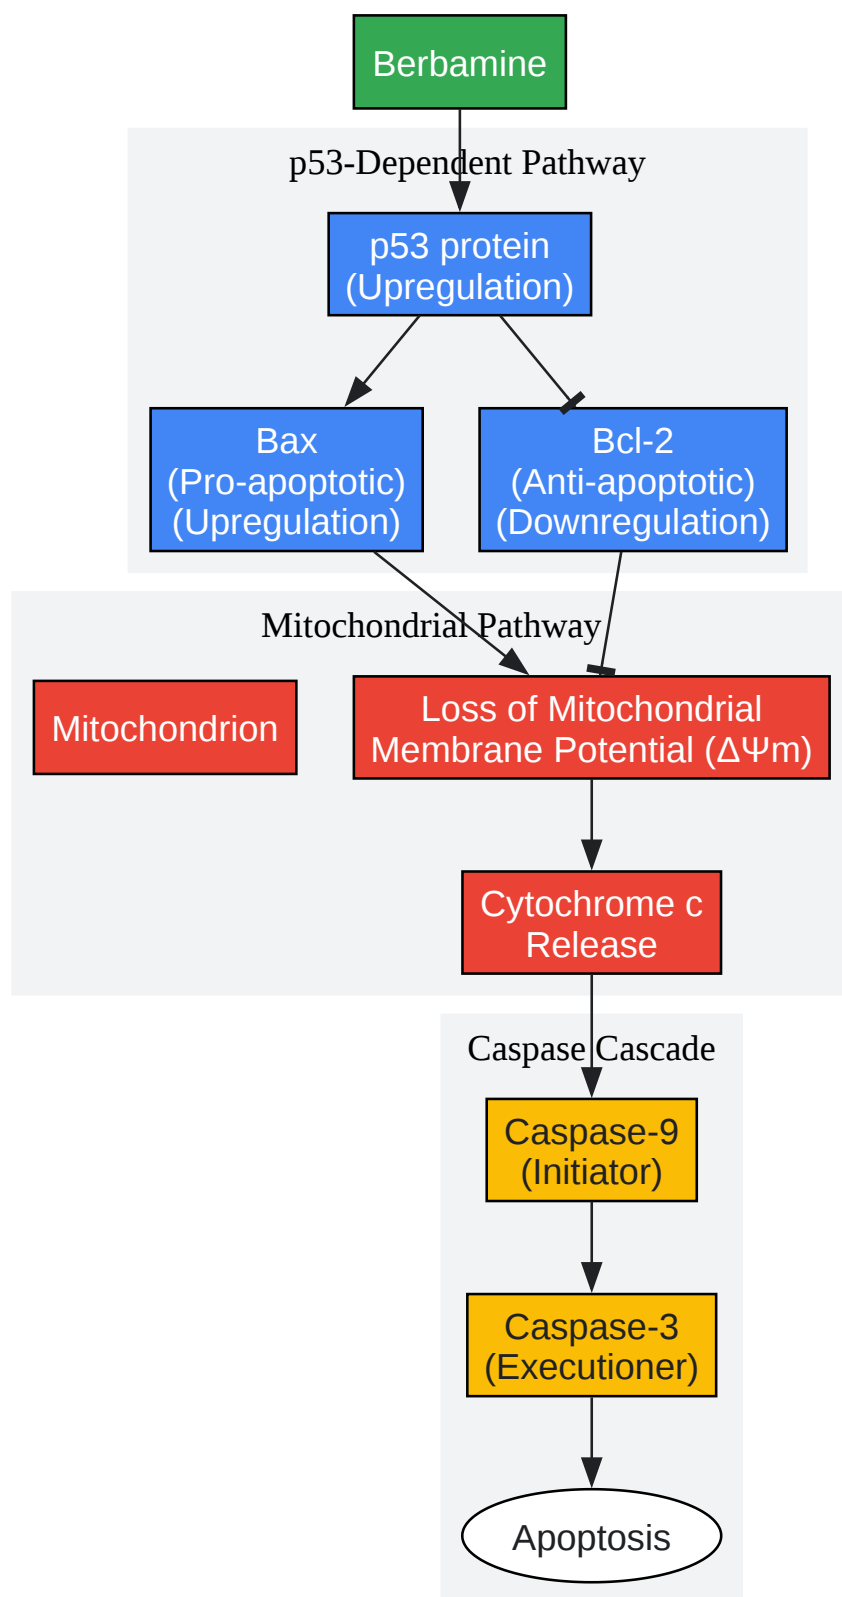 Berbamine
p53-Dependent Pathway
p53 protein
(Upregulation)
Bax
(Pro-apoptotic)
(Upregulation)
Bcl-2
(Anti-apoptotic)
(Downregulation)
Mitochondrial Pathway
Mitochondrion
Loss of Mitochondrial
Membrane Potential (ΔΨm)
Cytochrome c
Release
Caspase Cascade
Caspase-9
(Initiator)
Caspase-3
(Executioner)
Apoptosis